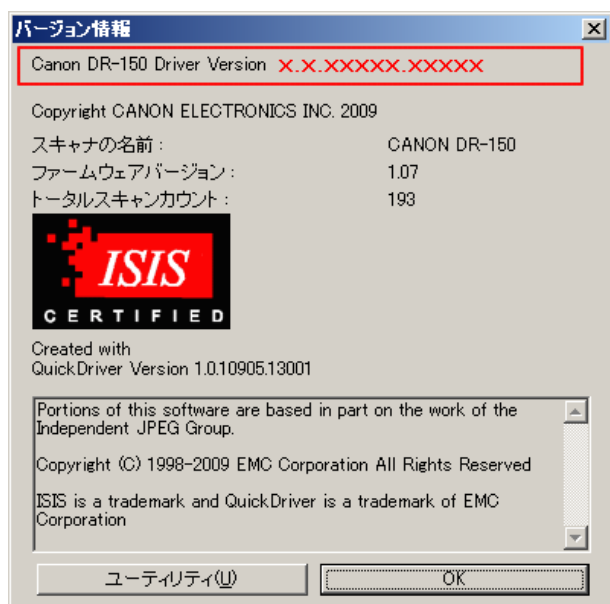 バージョン情報
Canon DR-150 Driver Version X.X.XXXXX.XXXXX
Copyright CANON ELECTRONICS INC. 2009
スキャナの名前: CANON DR-150
ファームウェアバージョン: 1.07
トータルスキャンカウント: 193
ISIS
CERTIFIED
Created with
QuickDriver Version 1.0.10905.13001
Portions of this software are based in part on the work of the
Independent JPEG Group.
Copyright (C) 1998-2009 EMC Corporation All Rights Reserved
ISIS is a trademark and QuickDriver is a trademark of EMC
Corporation
ユーティリティ(U) OK